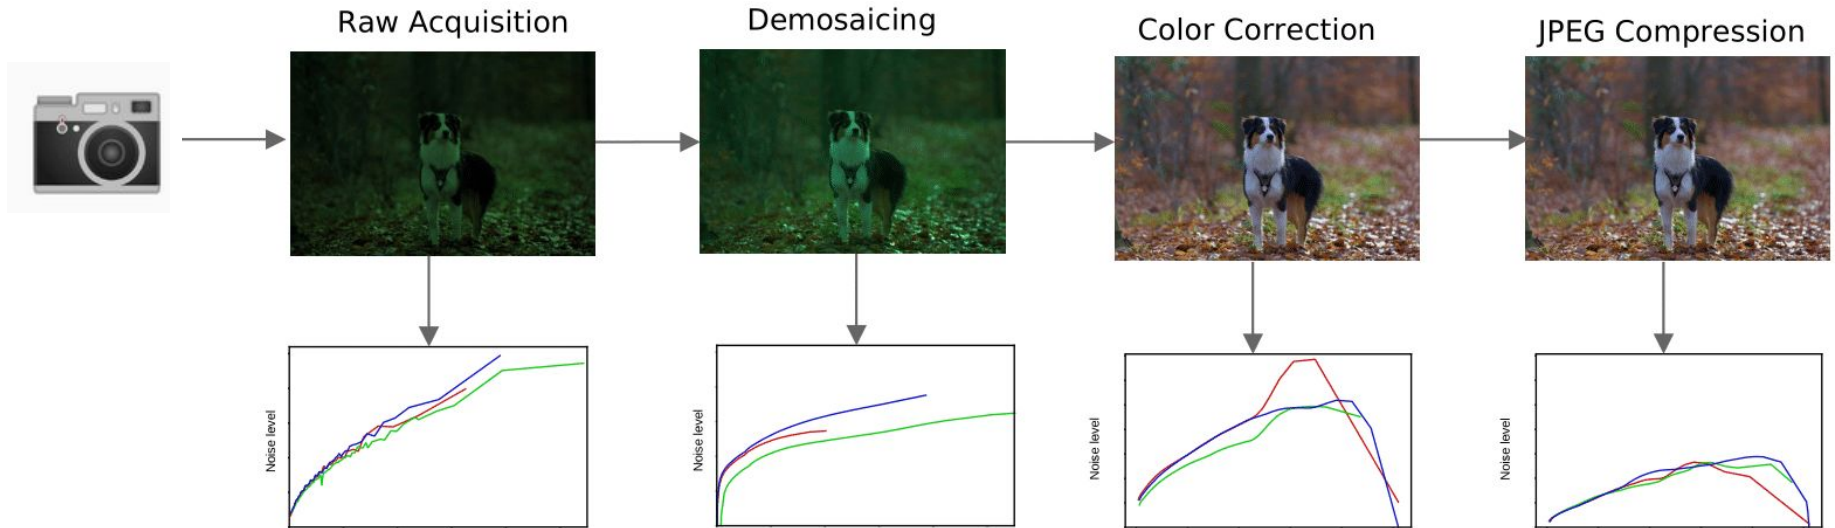 Raw Acquisition
Demosaicing
Color Correction
JPEG Compression
Noise level
Noise level
Noise level
Noise level